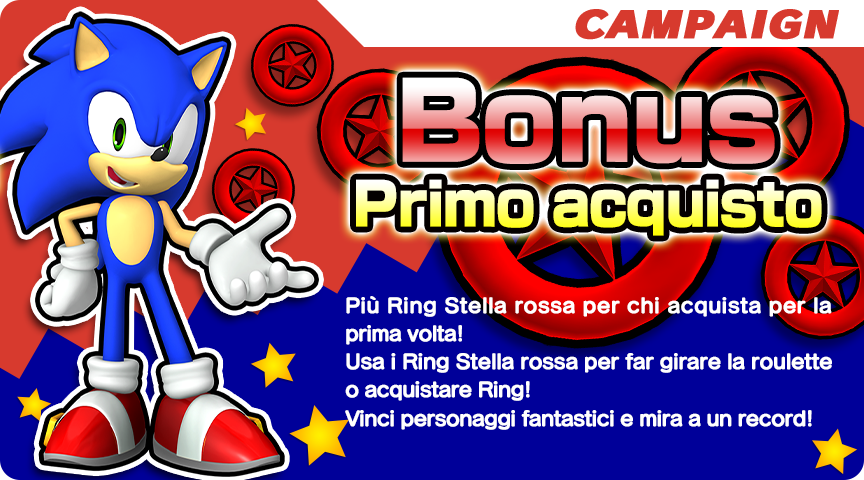 CAMPAIGN
Bonus
Primo acquisto
Più Ring Stella rossa per chi acquista per la
prima volta!
Usa i Ring Stella rossa per far girare la roulette
o acquistare Ring!
Vinci personaggi fantastici e mira a un record!